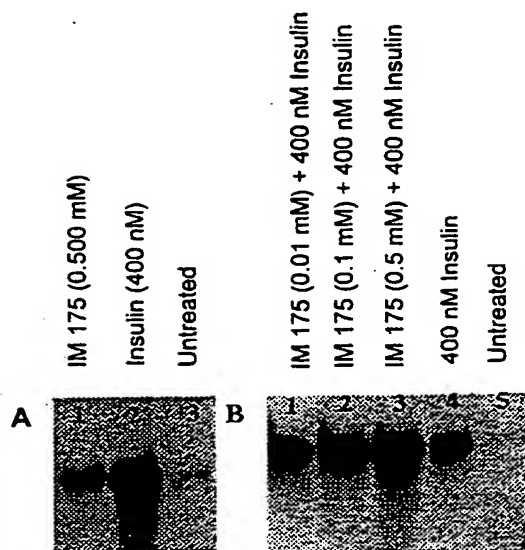 IM 175 (0.500 mM)
Insulin (400 nM)
Untreated
IM 175 (0.01 mM) + 400 nM Insulin
IM 175 (0.1 mM) + 400 nM Insulin
IM 175 (0.5 mM) + 400 nM Insulin
400 nM Insulin
Untreated
A
1 2 3
B
1 2 3 4 5